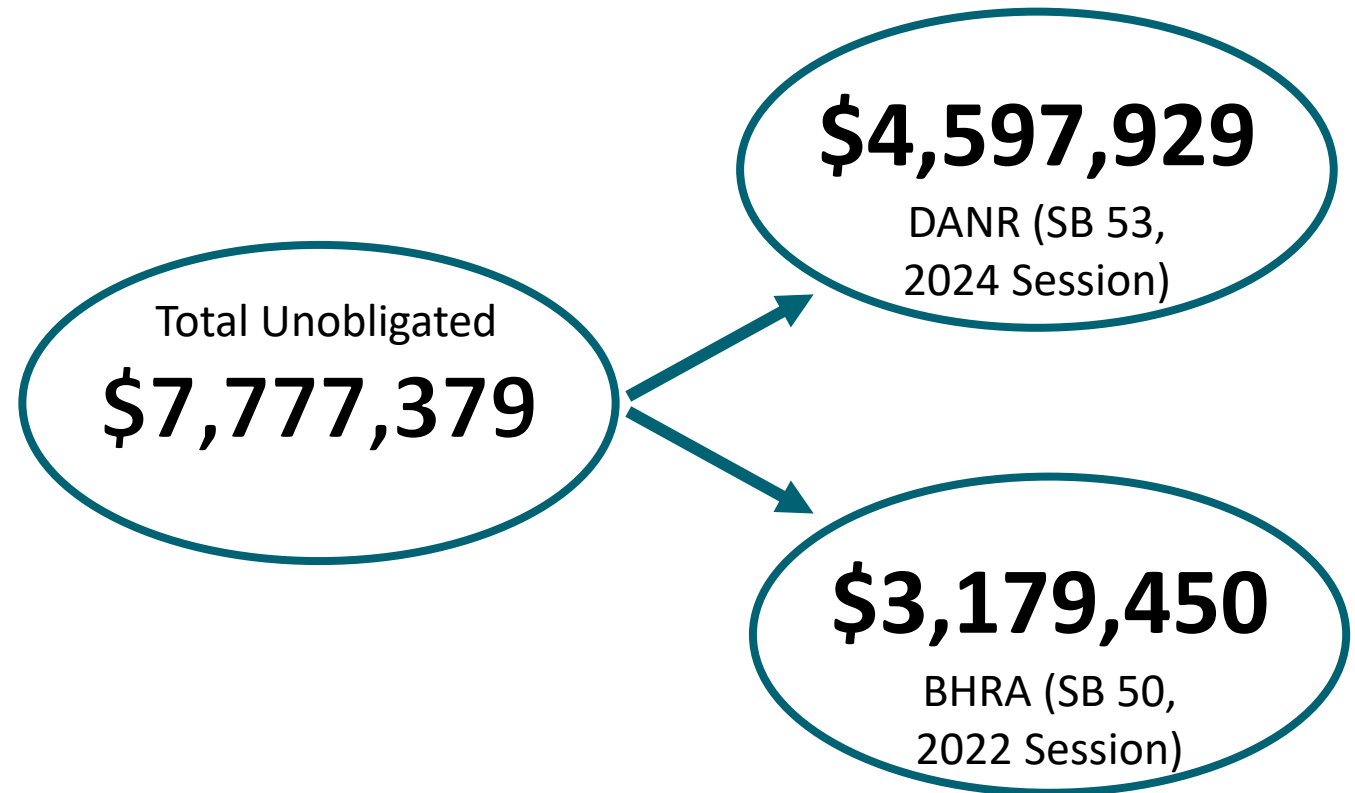 Total Unobligated
$7,777,379
$4,597,929
DANR (SB 53,
2024 Session)
$3,179,450
BHRA (SB 50,
2022 Session)